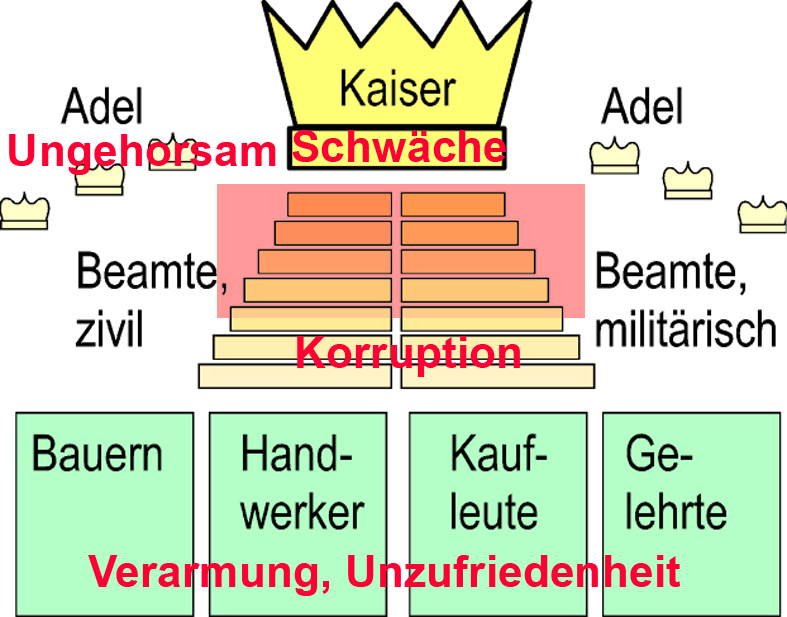 Kaiser
Adel
Adel
Ungehorsam
Schwäche
Beamte,
zivil
Beamte,
militärisch
Korruption
Bauern
Hand-
werker
Kauf-
leute
Ge-
lehrte
Verarmung, Unzufriedenheit